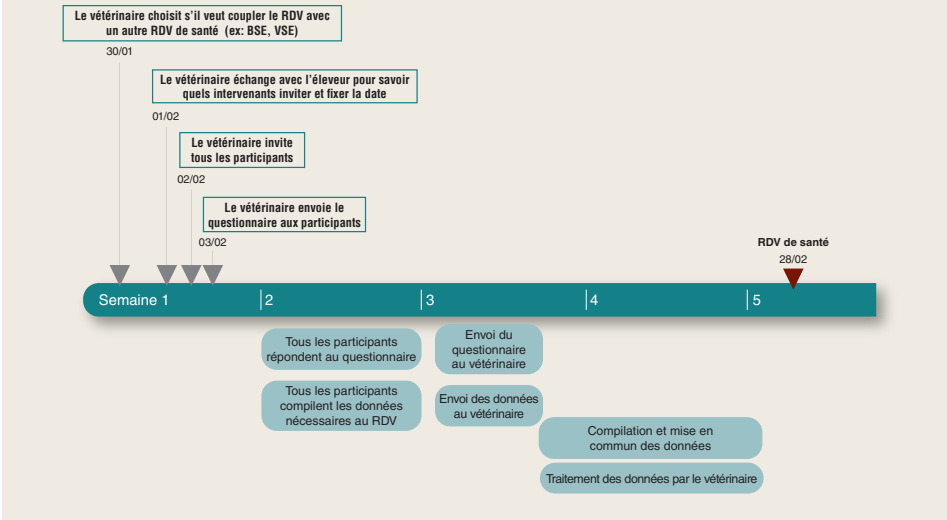 Le vétérinaire choisit s'il veut coupler le RDV avec
un autre RDV de santé (ex: BSE, VSE)
30/01
Le vétérinaire échange avec l'éleveur pour savoir
quels intervenants inviter et fixer la date
01/02
Le vétérinaire invite
tous les participants
02/02
Le vétérinaire envoie le
questionnaire aux participants
03/02
RDV de santé
28/02
Semaine 1
2
3
4
5
Tous les participants
répondent au questionnaire
Envoi du
questionnaire
au vétérinaire
Tous les participants
compilent les données
nécessaires au RDV
Envoi des données
au vétérinaire
Compilation et mise en
commun des données
Traitement des données par le vétérinaire